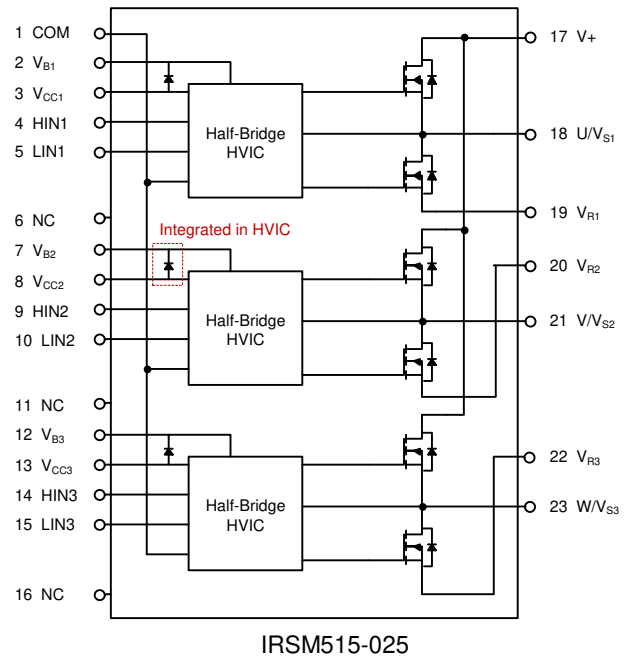 1 COM
2 VB1
3 VCC1
4 HIN1
5 LIN1
6 NC
7 VB2
8 VCC2
9 HIN2
10 LIN2
11 NC
12 VB3
13 VCC3
14 HIN3
15 LIN3
16 NC
Half-Bridge
HVIC
Integrated in HVIC
Half-Bridge
HVIC
Half-Bridge
HVIC
17 V+
18 U/VS1
19 VR1
20 VR2
21 V/VS2
22 VR3
23 W/VS3
IRSM515-025